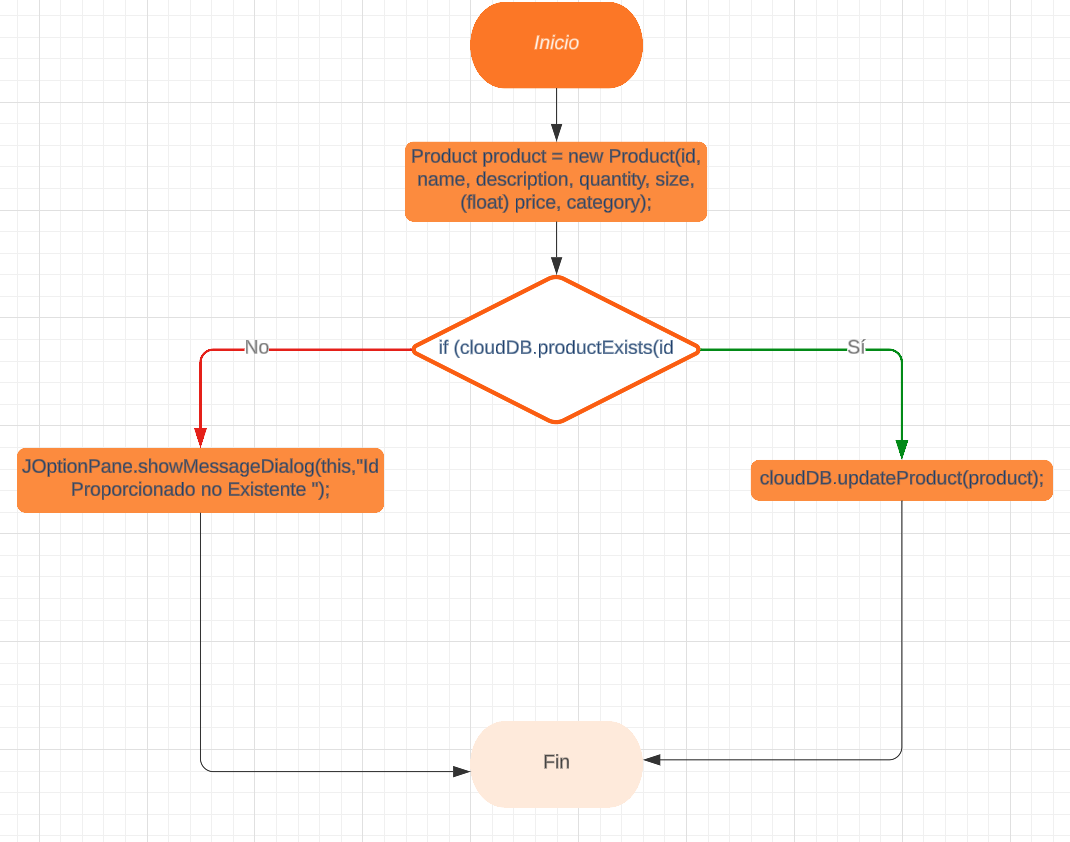 Inicio
Product product = new Product(id,
name, description, quantity, size,
(float) price, category);
if (cloudDB.productExists(id
No
Sí
JOptionPane.showMessageDialog(this,"Id
Proporcionado no Existente ");
cloudDB.updateProduct(product);
Fin